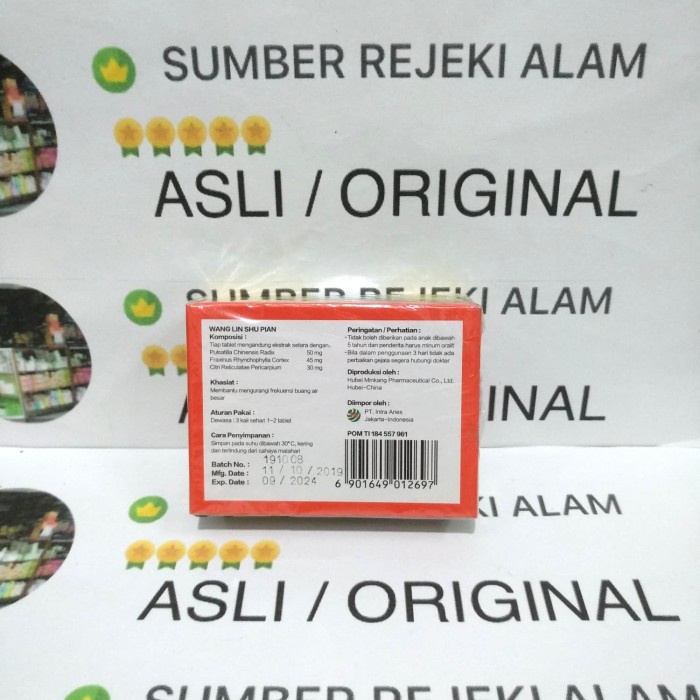 SUMBER REJEKI ALAM
ASLI / ORIGINAL
SUMBER REJEKI ALAM
WANG LIN SHU PIAN
Komposisi :
Tiap tablet mengandung ekstrak setara dengan:
Pulsatilla Chinensis Radix 50 mg
Fraxinus Rhynchophylla Cortex 45 mg
Citri Reticulatae Pericarpium 30 mg
Khasiat :
Membantu mengurangi frekuensi buang air
besar
Aturan Pakai :
Dewasa : 3 kali sehari 1-2 tablet
Cara Penyimpanan :
Simpan pada suhu dibawah 30°C, kering
dan terlindung dari cahaya matahari
Batch No. : 191008
Mfg. Date : 11 / 10 / 2019
Exp. Date : 09 / 2024
Peringatan / Perhatian :
-Tidak boleh diberikan pada anak dibawah
5 tahun dan penderita harus minum oralit
-Bila dalam penggunaan 3 hari tidak ada
perbaikan gejala segera hubungi dokter
Diproduksi oleh :
Hubei Minkang Pharmaceutical Co., Ltd.
Hubei-China
Diimpor oleh :
PT. Intra Aries
Jakarta-Indonesia
POM TI 184 557 961
6 901649 012697
INAL
KI ALAM
ASLI / ORIGINAL
SUMBER REJEKI ALAM